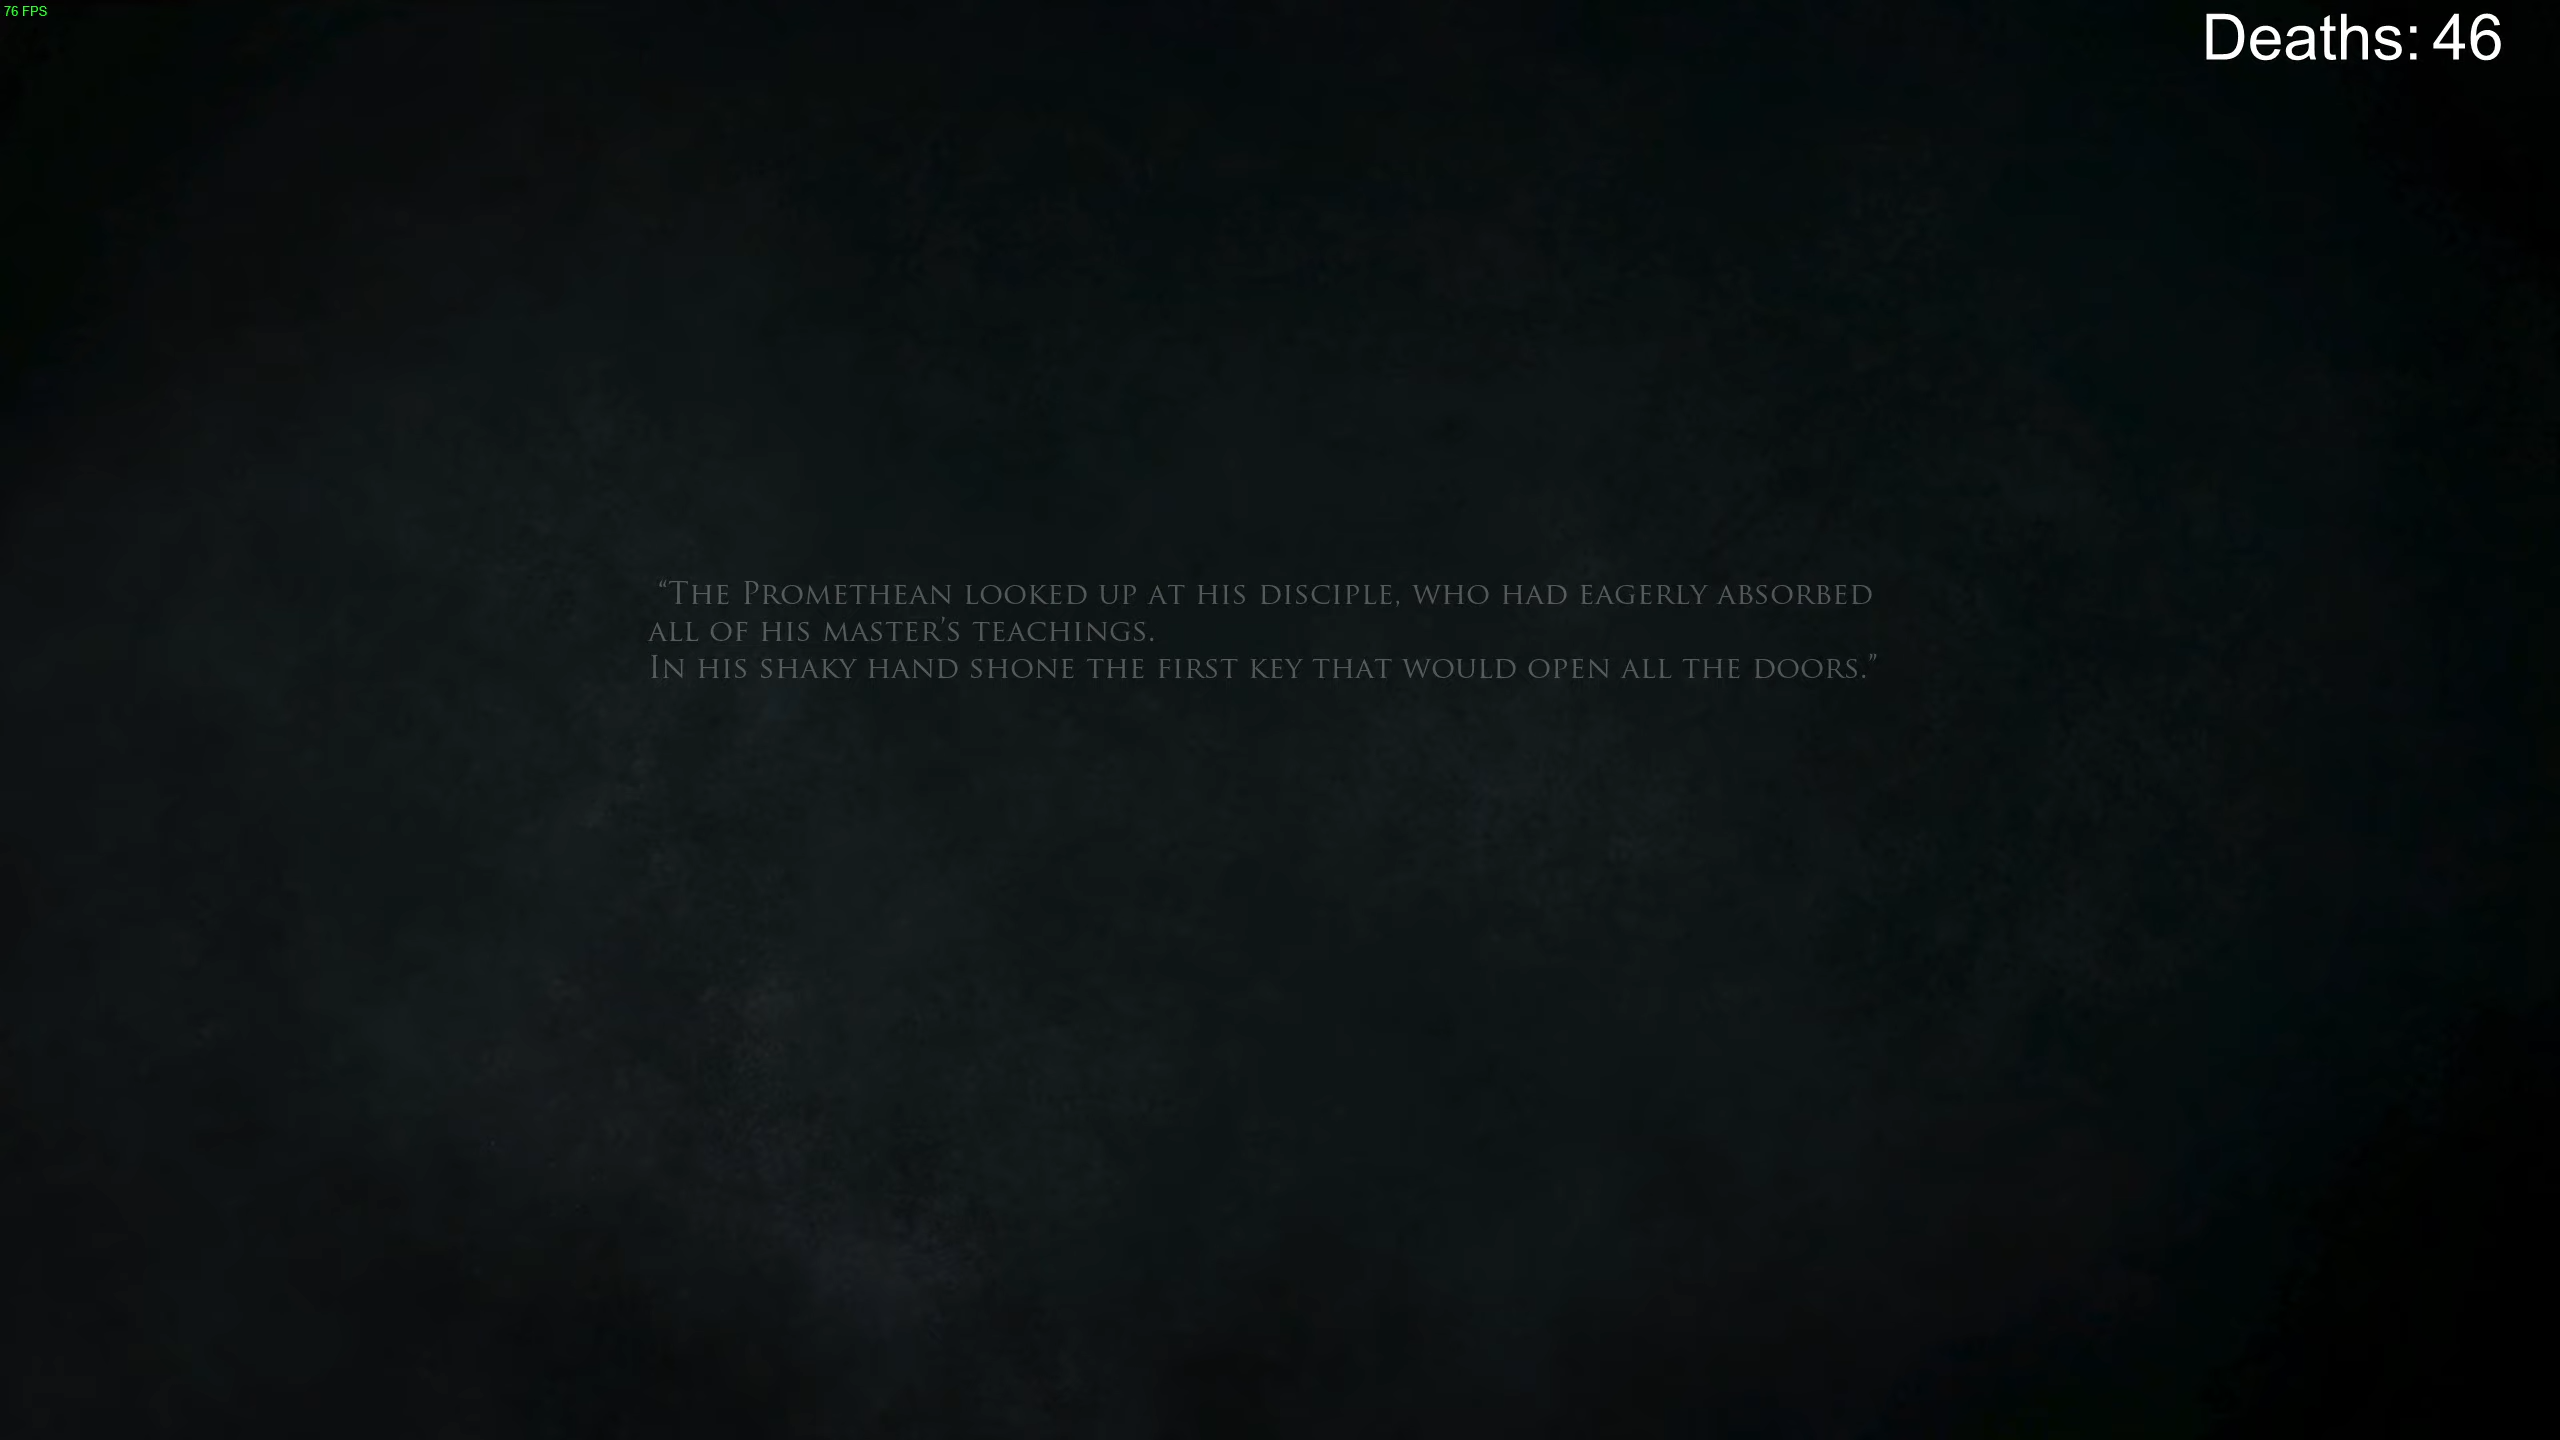 76 FPS
Deaths: 46
“The Promethean looked up at his disciple, who had eagerly absorbed
all of his master’s teachings.
In his shaky hand shone the first key that would open all the doors.”